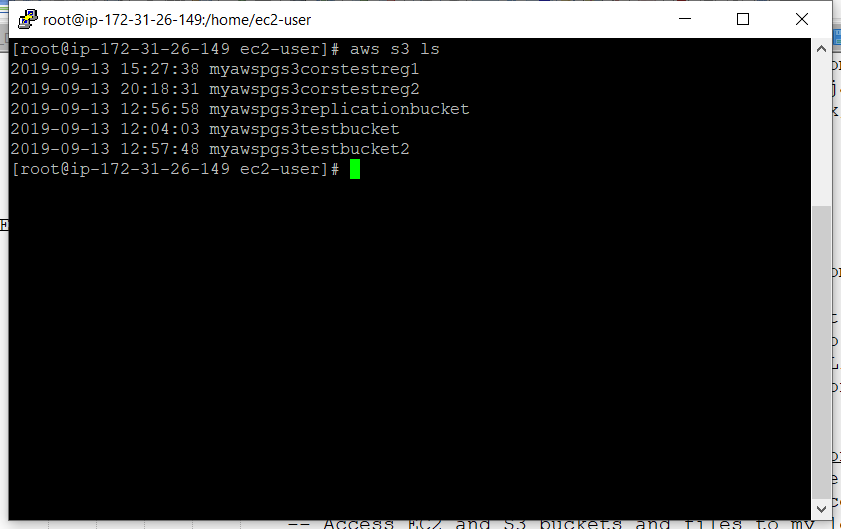 root@ip-172-31-26-149:/home/ec2-user
[root@ip-172-31-26-149 ec2-user]# aws s3 ls
2019-09-13 15:27:38 myawspgs3corstestreg1
2019-09-13 20:18:31 myawspgs3corstestreg2
2019-09-13 12:56:58 myawspgs3replicationbucket
2019-09-13 12:04:03 myawspgs3testbucket
2019-09-13 12:57:48 myawspgs3testbucket2
[root@ip-172-31-26-149 ec2-user]#
-- Access EC2 and S3 buckets and files to my